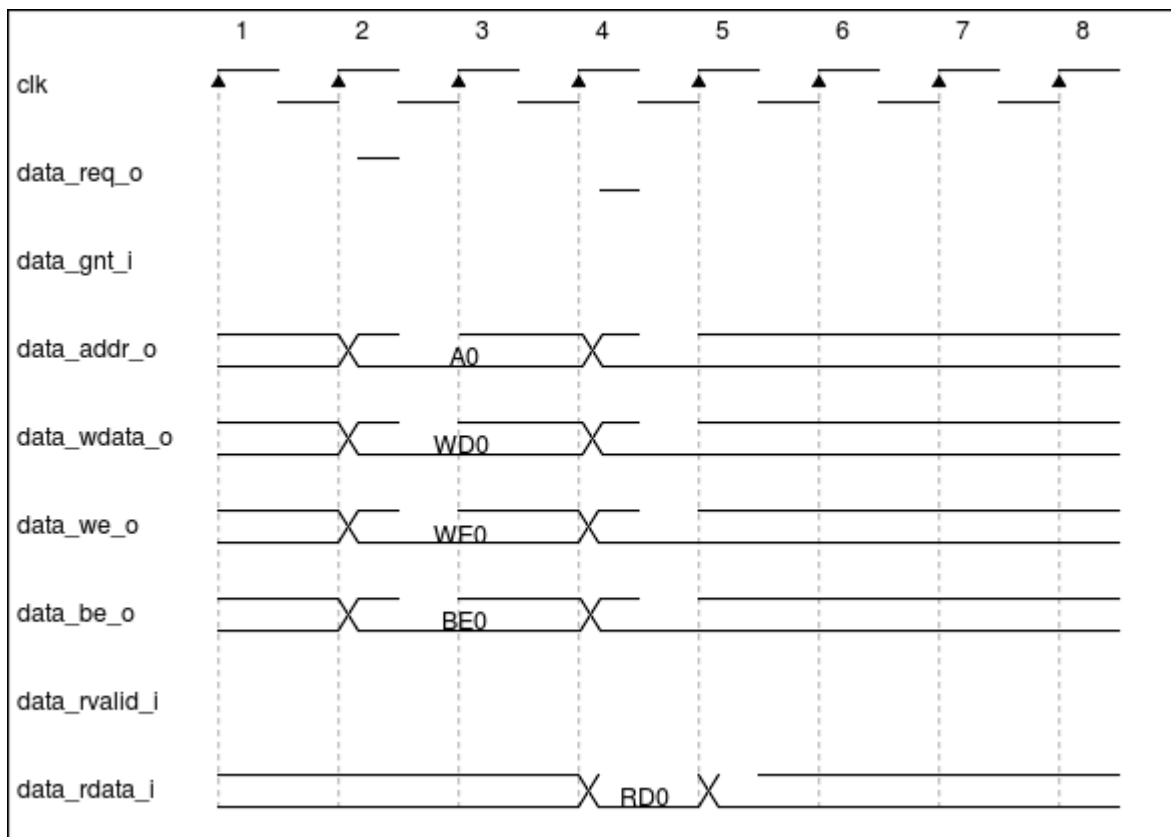 1 2 3 4 5 6 7 8
clk
data_req_o
data_gnt_i
data_addr_o A0
data_wdata_o WD0
data_we_o WE0
data_be_o BE0
data_rvalid_i
data_rdata_i RD0